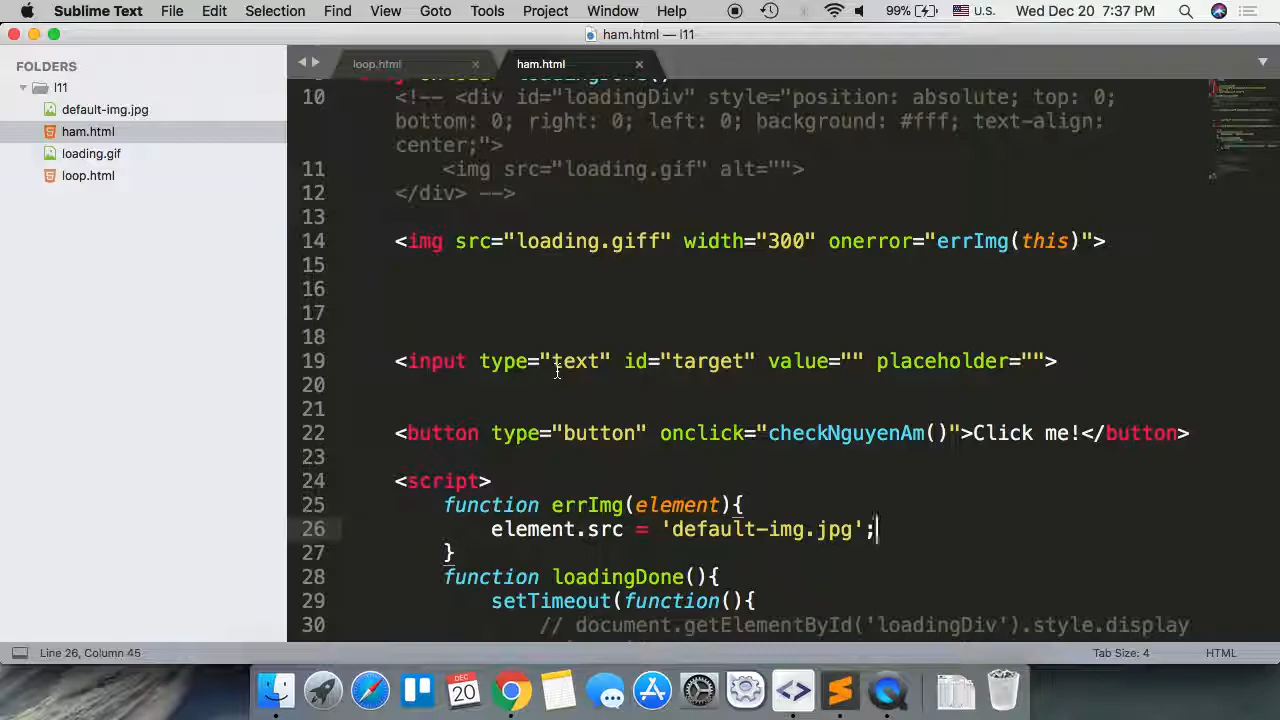 Sublime Text File Edit Selection Find View Goto Tools Project Window Help 99% U.S. Wed Dec 20 7:37 PM
ham.html — l11
FOLDERS
l11
default-img.jpg
ham.html
loading.gif
loop.html
loop.html × ham.html ×
10 <!-- <div id="loadingDiv" style="position: absolute; top: 0;
bottom: 0; right: 0; left: 0; background: #fff; text-align:
center;">
11 <img src="loading.gif" alt="">
12 </div> -->
13
14 <img src="loading.giff" width="300" onerror="errImg(this)">
15
16
17
18
19 <input type="text" id="target" value="" placeholder="">
20
21
22 <button type="button" onclick="checkNguyenAm()">Click me!</button>
23
24 <script>
25 function errImg(element){
26 element.src = 'default-img.jpg';
27 }
28 function loadingDone(){
29 setTimeout(function(){
30 // document.getElementById('loadingDiv').style.display
Line 26, Column 45 Tab Size: 4 HTML
DEC
20